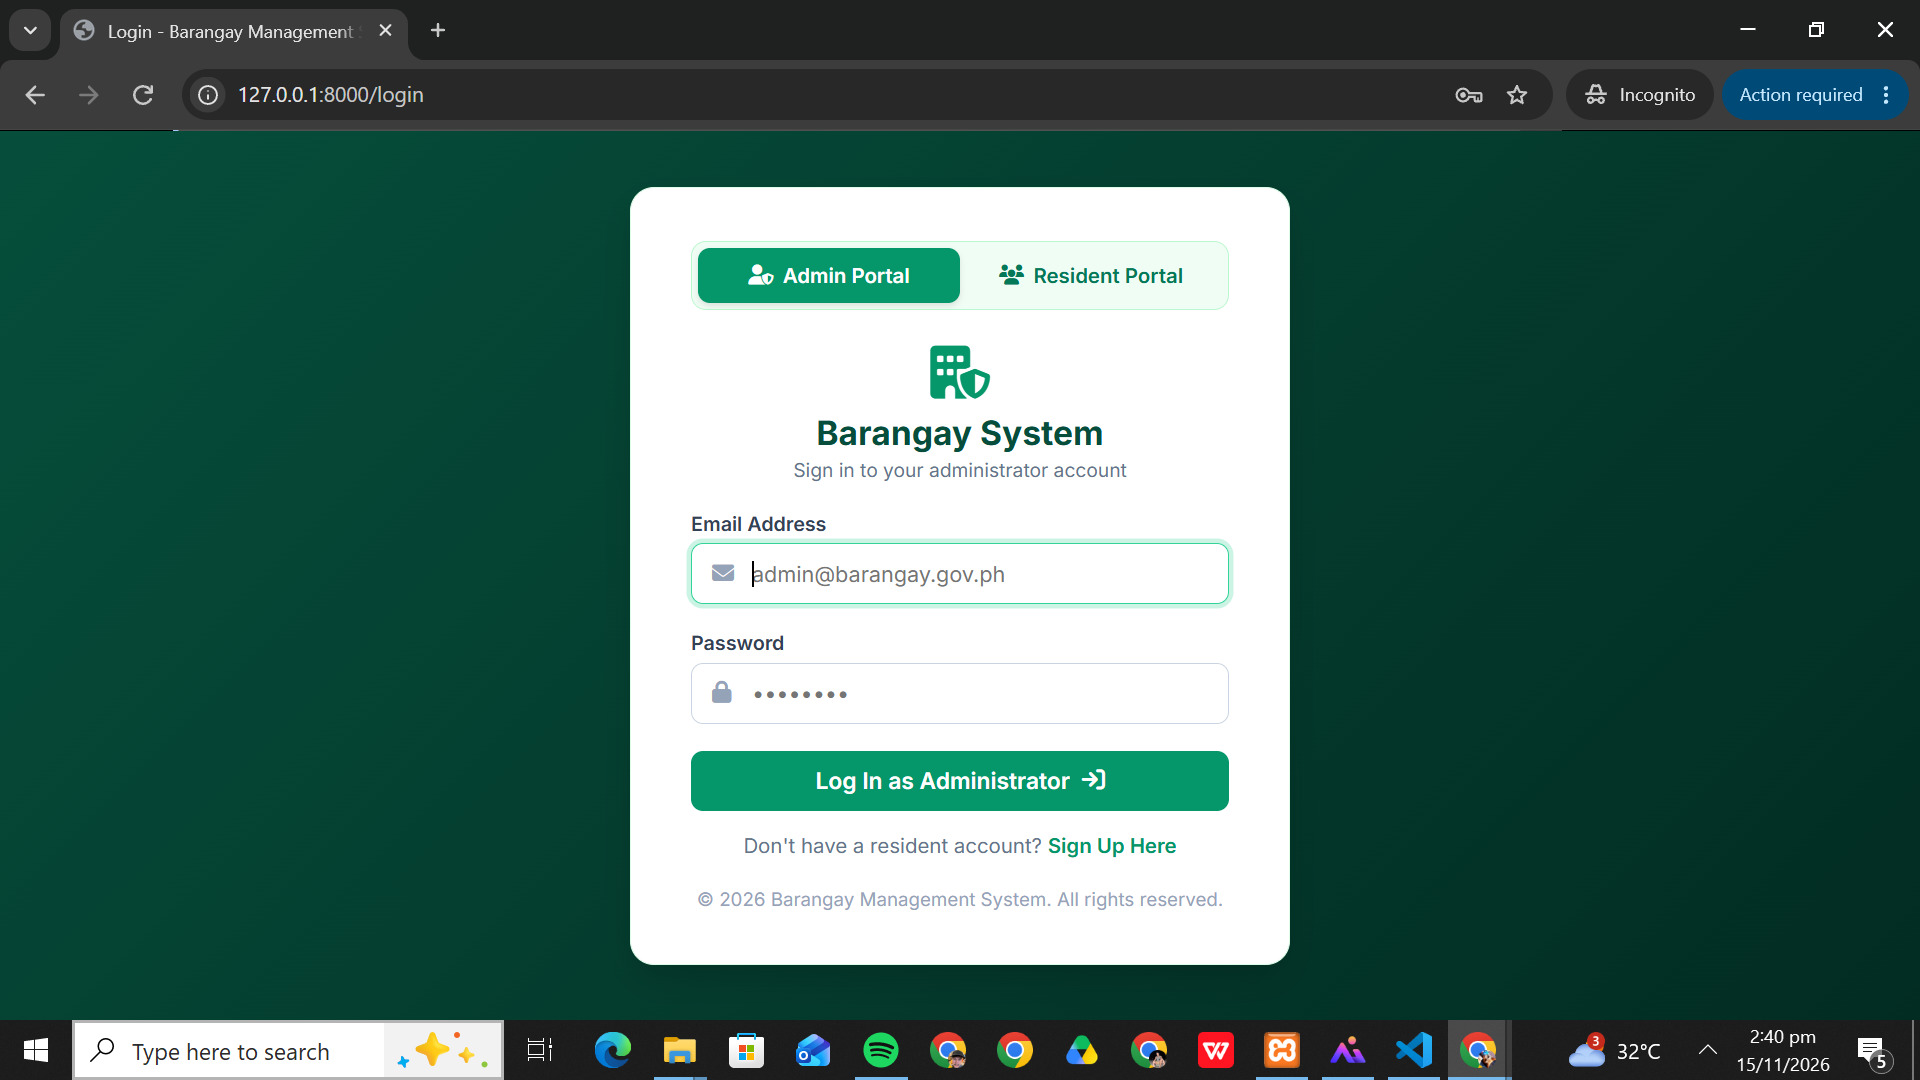 Login - Barangay Management
127.0.0.1:8000/login
Incognito
Action required
Admin Portal
Resident Portal
Barangay System
Sign in to your administrator account
Email Address
admin@barangay.gov.ph
Password
••••••••
Log In as Administrator
Don't have a resident account? Sign Up Here
© 2026 Barangay Management System. All rights reserved.
Type here to search
3
32°C
2:40 pm
15/11/2026
5